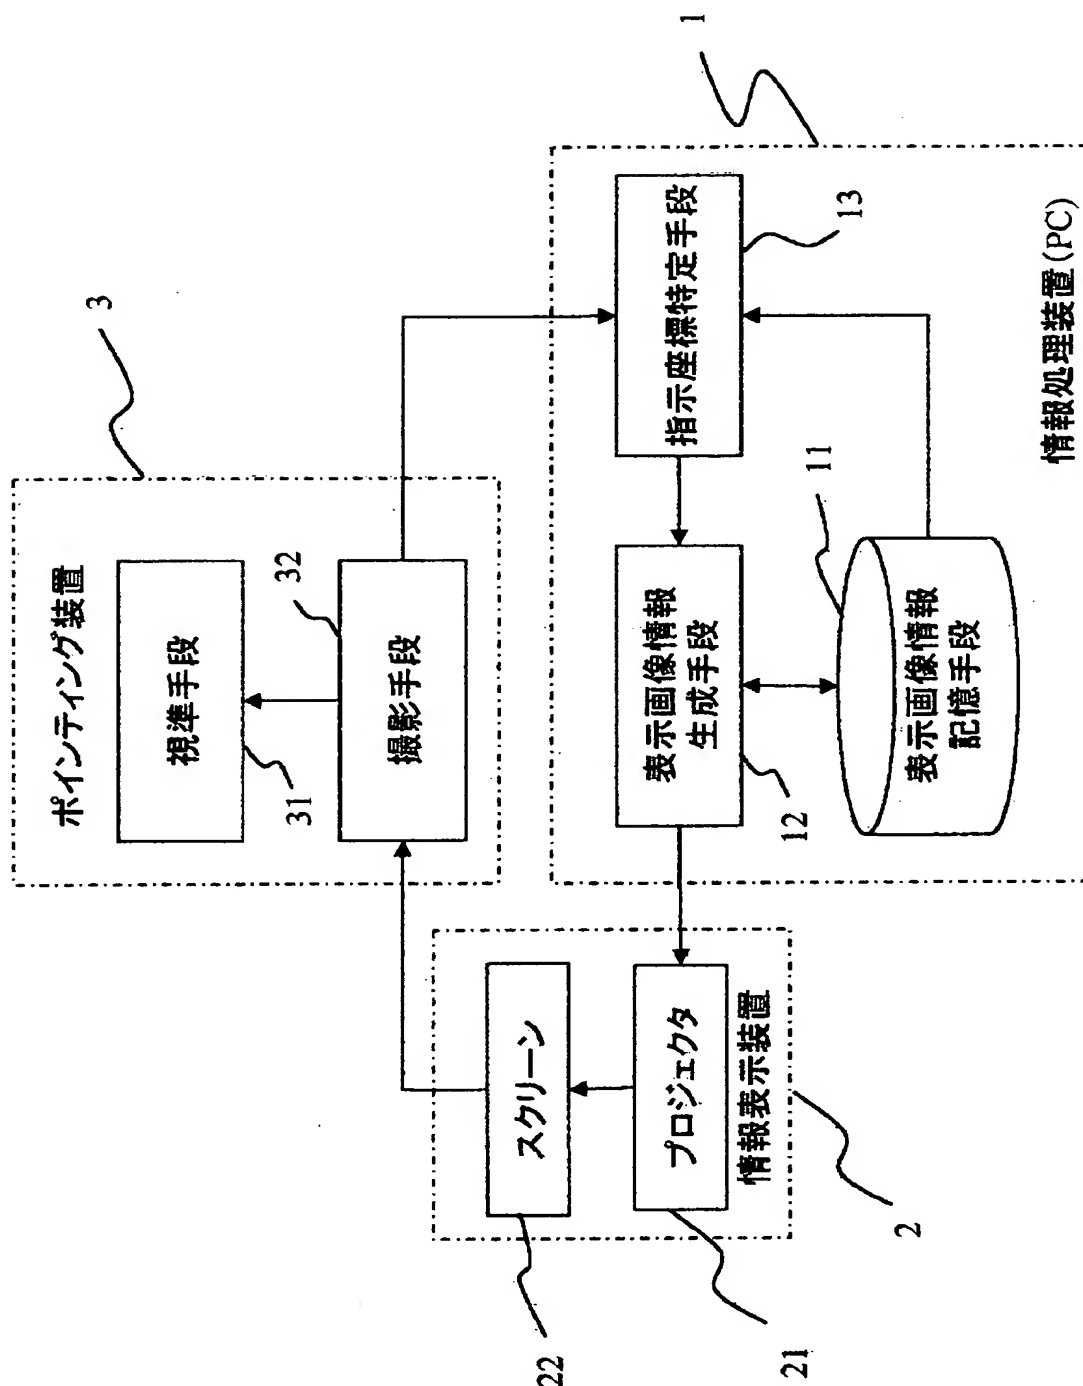 ポインティング装置
3
視準手段
31
撮影手段
32
スクリーン
22
プロジェクタ
21
情報表示装置
2
指示座標特定手段
13
表示画像情報
生成手段
12
表示画像情報
記憶手段
11
情報処理装置(PC)
1